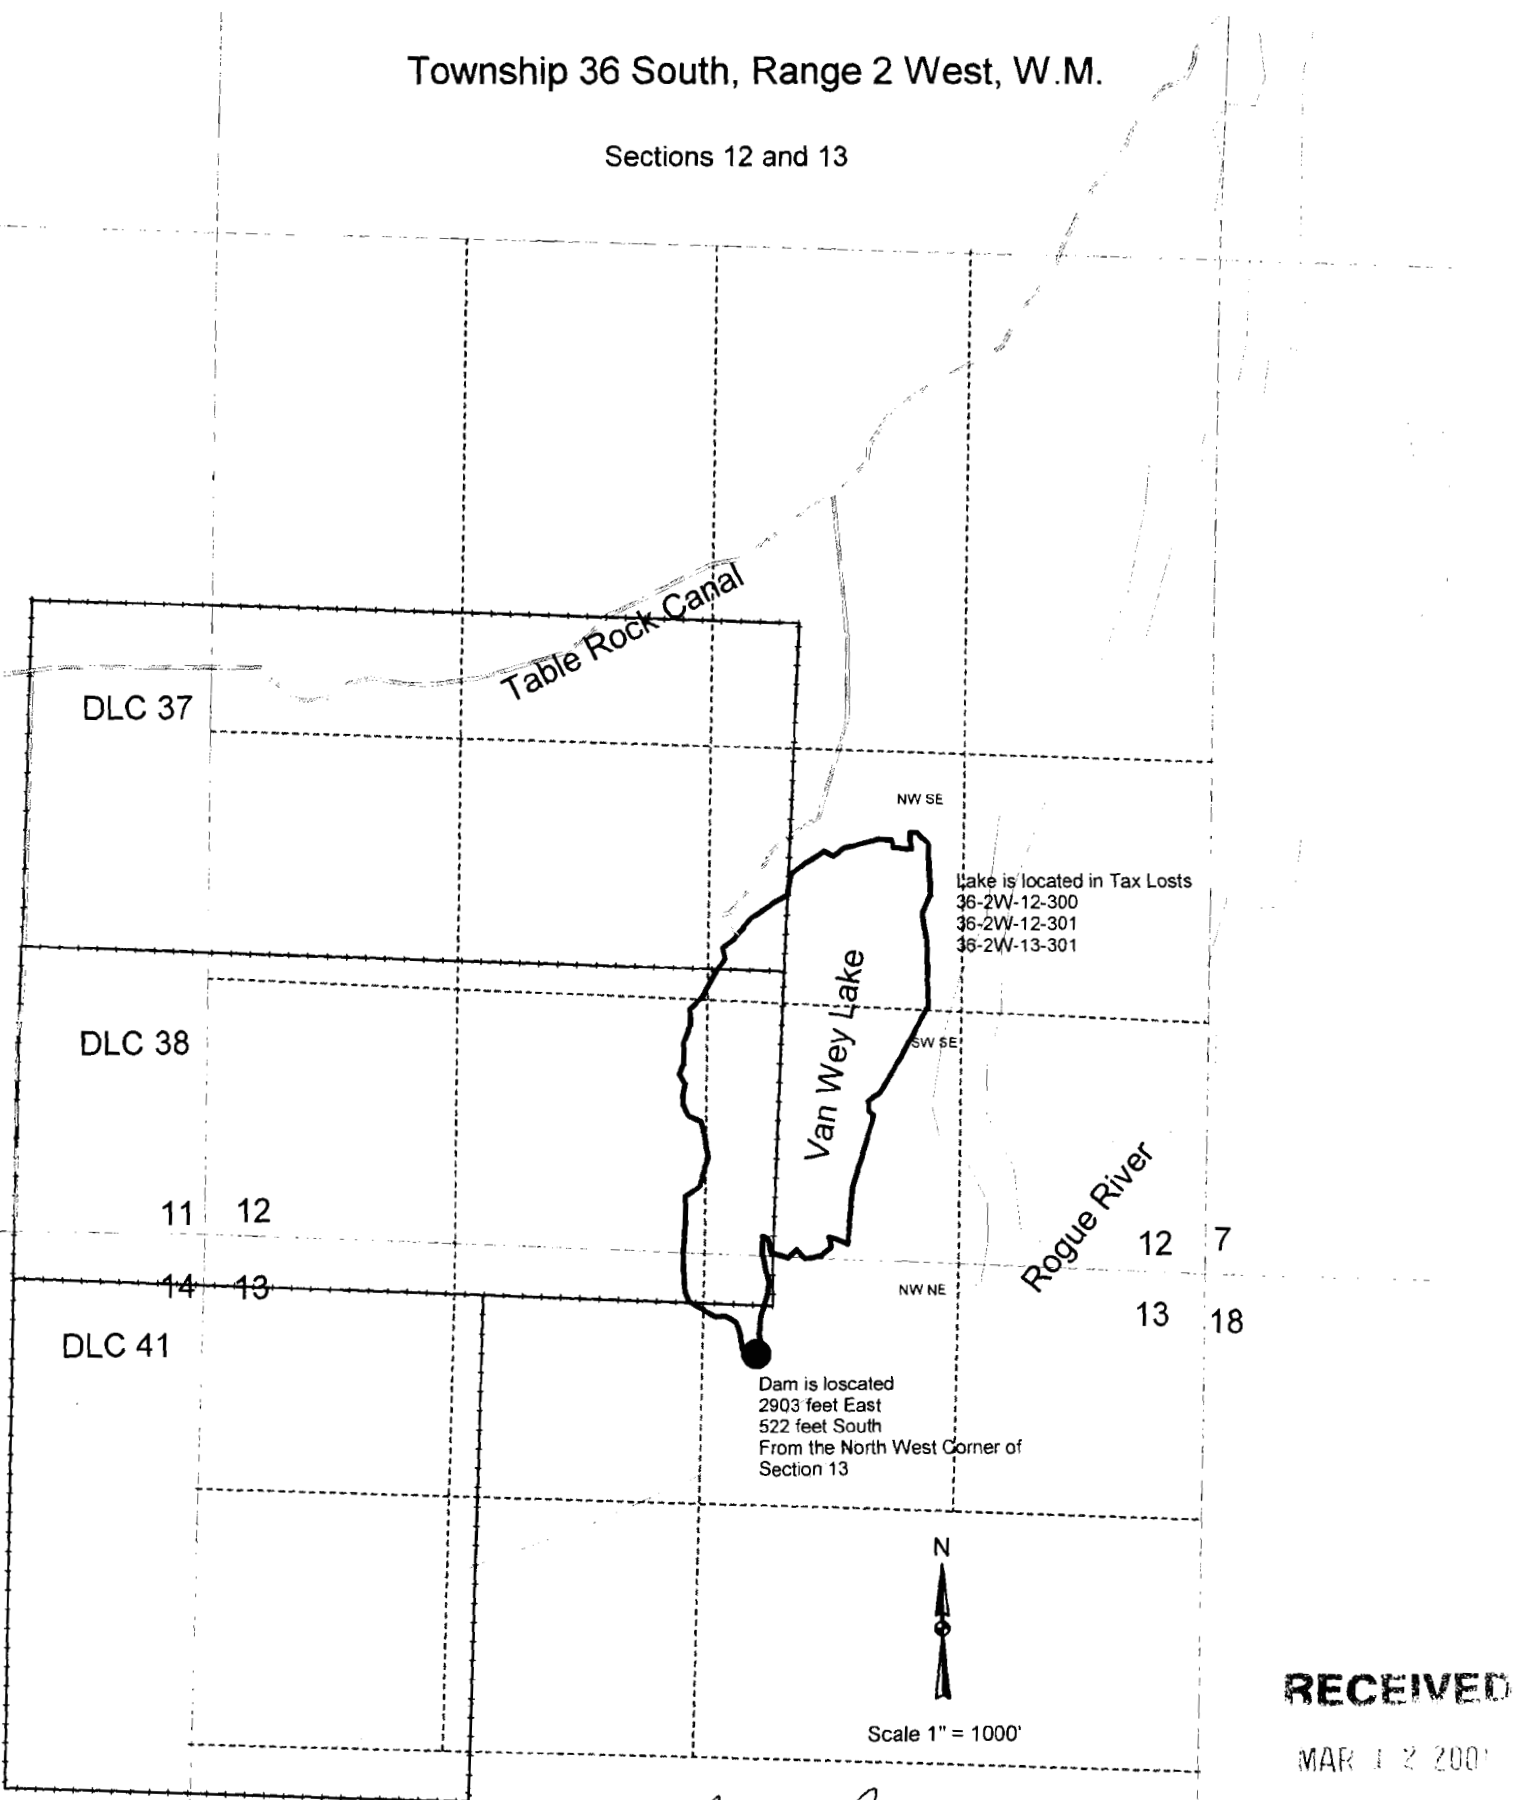 Township 36 South, Range 2 West, W.M.
Sections 12 and 13
Table Rock Canal
DLC 37
NW SE
Lake is located in Tax Losts
36-2W-12-300
36-2W-12-301
36-2W-13-301
Van Wey Lake
DLC 38
SW SE
Rogue River
11 12
12 7
14 13
NW NE
13 18
DLC 41
Dam is loscated
2903 feet East
522 feet South
From the North West Corner of
Section 13
N
Scale 1" = 1000'
RECEIVED
MAR 12